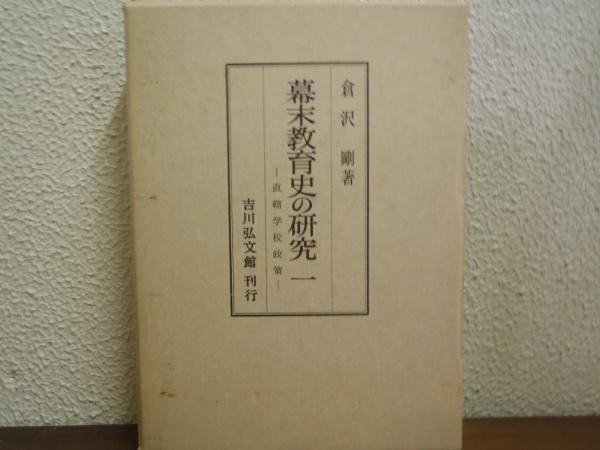 倉沢剛著
幕末教育史の研究一
―直轄学校政策―
吉川弘文館刊行